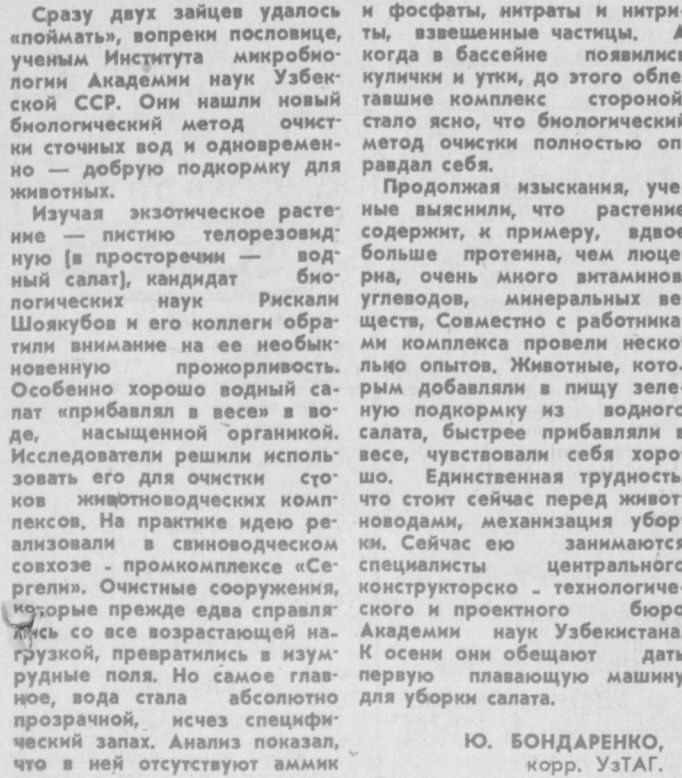 Сразу двух зайцев удалось
«поймать», вопреки пословице,
ученым Института микробио-
логии Академии наук Узбек-
ской ССР. Они нашли новый
биологический метод очист-
ки сточных вод и одновремен-
но — добрую подкормку для
животных.
Изучая экзотическое расте-
ние — пистию телорезовид-
ную (в просторечии — вод-
ный салат), кандидат био-
логических наук Рискали
Шоякубов и его коллеги обра-
тили внимание на ее необык-
новенную прожорливость.
Особенно хорошо водный са-
лат «прибавлял в весе» в во-
де, насыщенной органикой.
Исследователи решили исполь-
зовать его для очистки сто-
ков животноводческих комп-
лексов. На практике идею ре-
ализовали в свиноводческом
совхозе - промкомплексе «Се-
ргели». Очистные сооружения,
которые прежде едва справля-
лись со все возрастающей на-
грузкой, превратились в изум-
рудные поля. Но самое глав-
ное, вода стала абсолютно
прозрачной, исчез специфи-
ческий запах. Анализ показал,
что в ней отсутствуют аммик
и фосфаты, нитраты и нитри-
ты, взвешенные частицы. А
когда в бассейне появились
кулички и утки, до этого обле-
тавшие комплекс стороной,
стало ясно, что биологический
метод очистки полностью оп-
равдал себя.
Продолжая изыскания, уче-
ные выяснили, что растение
содержит, к примеру, вдвое
больше протеина, чем люце-
рна, очень много витаминов,
углеводов, минеральных ве-
ществ, Совместно с работника-
ми комплекса провели неско-
лько опытов. Животные, кото-
рым добавляли в пищу зеле-
ную подкормку из водного
салата, быстрее прибавляли в
весе, чувствовали себя хоро-
шо. Единственная трудность,
что стоит сейчас перед живот-
новодами, механизация убор-
ки. Сейчас ею занимаются
специалисты центрального
конструкторско - технологиче-
ского и проектного бюро
Академии наук Узбекистана.
К осени они обещают дать
первую плавающую машину
для уборки салата.
Ю. БОНДАРЕНКО,
корр. УзТАГ.